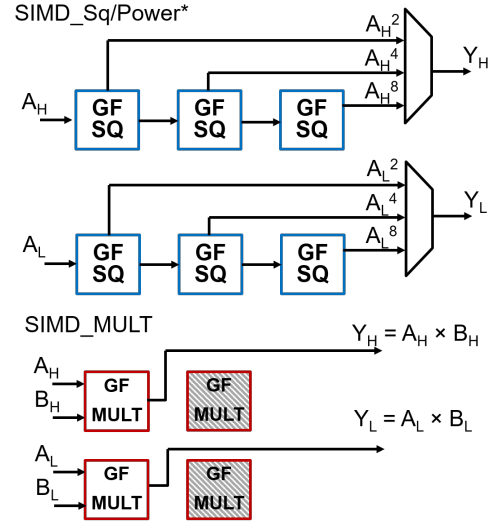 SIMD_Sq/Power*
A_H^2
A_H^4
A_H^8
Y_H
A_H
GF SQ
GF SQ
GF SQ
A_L^2
A_L^4
A_L^8
Y_L
A_L
GF SQ
GF SQ
GF SQ
SIMD_MULT
Y_H = A_H × B_H
A_H
B_H
GF MULT
GF MULT
Y_L = A_L × B_L
A_L
B_L
GF MULT
GF MULT